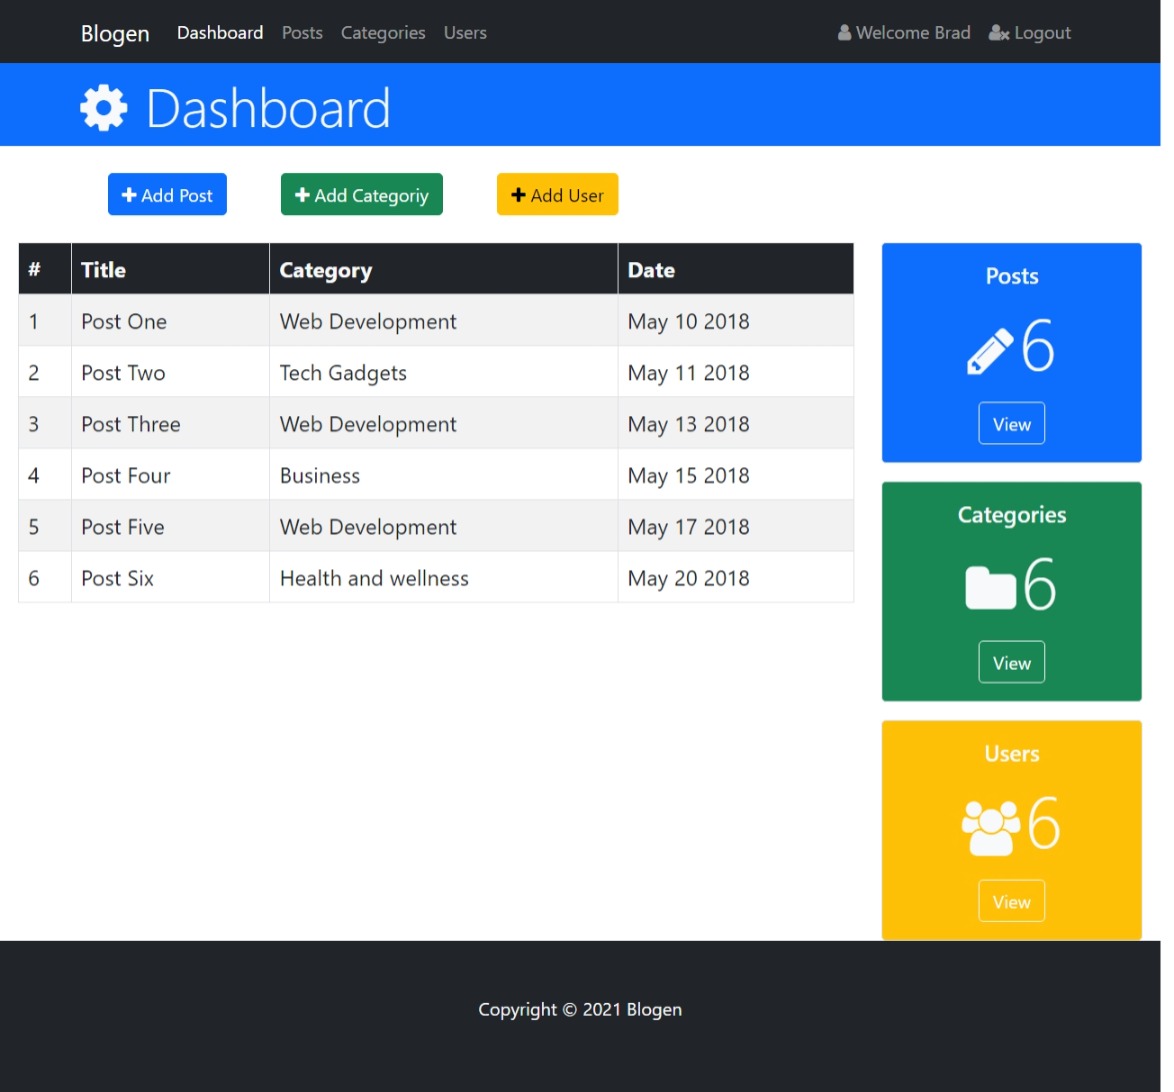 Blogen Dashboard Posts Categories Users Welcome Brad Logout
Dashboard
Add Post Add Categoriy Add User
# Title Category Date
1 Post One Web Development May 10 2018
2 Post Two Tech Gadgets May 11 2018
3 Post Three Web Development May 13 2018
4 Post Four Business May 15 2018
5 Post Five Web Development May 17 2018
6 Post Six Health and wellness May 20 2018
Posts
6
View
Categories
6
View
Users
6
View
Copyright © 2021 Blogen